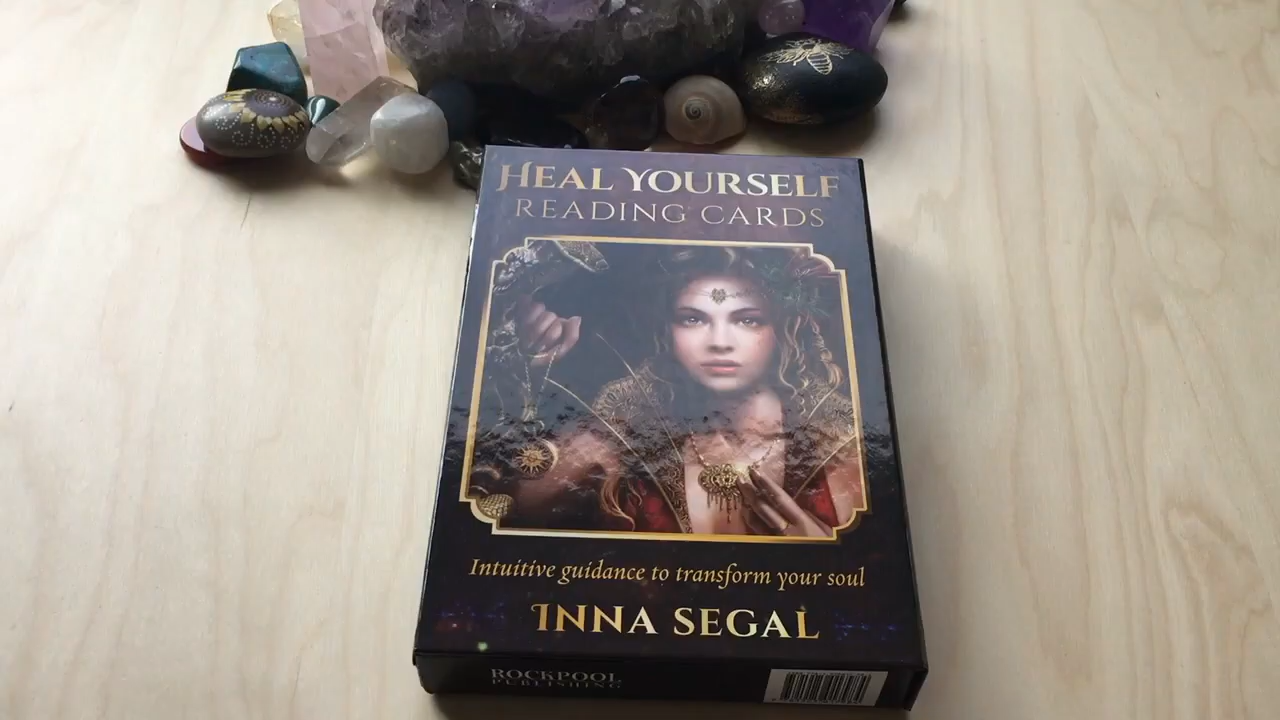 HEAL YOURSELF
READING CARDS
Intuitive guidance to transform your soul
INNA SEGAL
ROCKPOOL
PUBLISHING